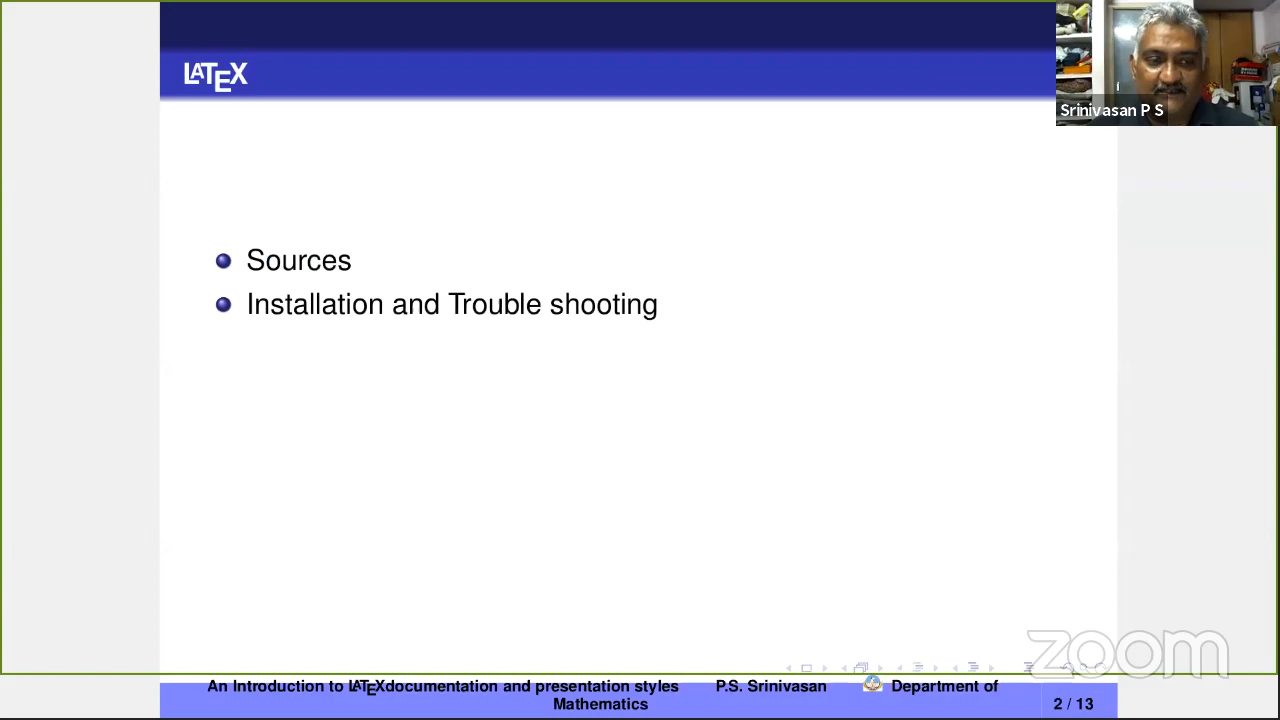 LATEX
Srinivasan P S
Sources
Installation and Trouble shooting
zoom
An Introduction to LATEXdocumentation and presentation styles P.S. Srinivasan Department of
Mathematics
2 / 13